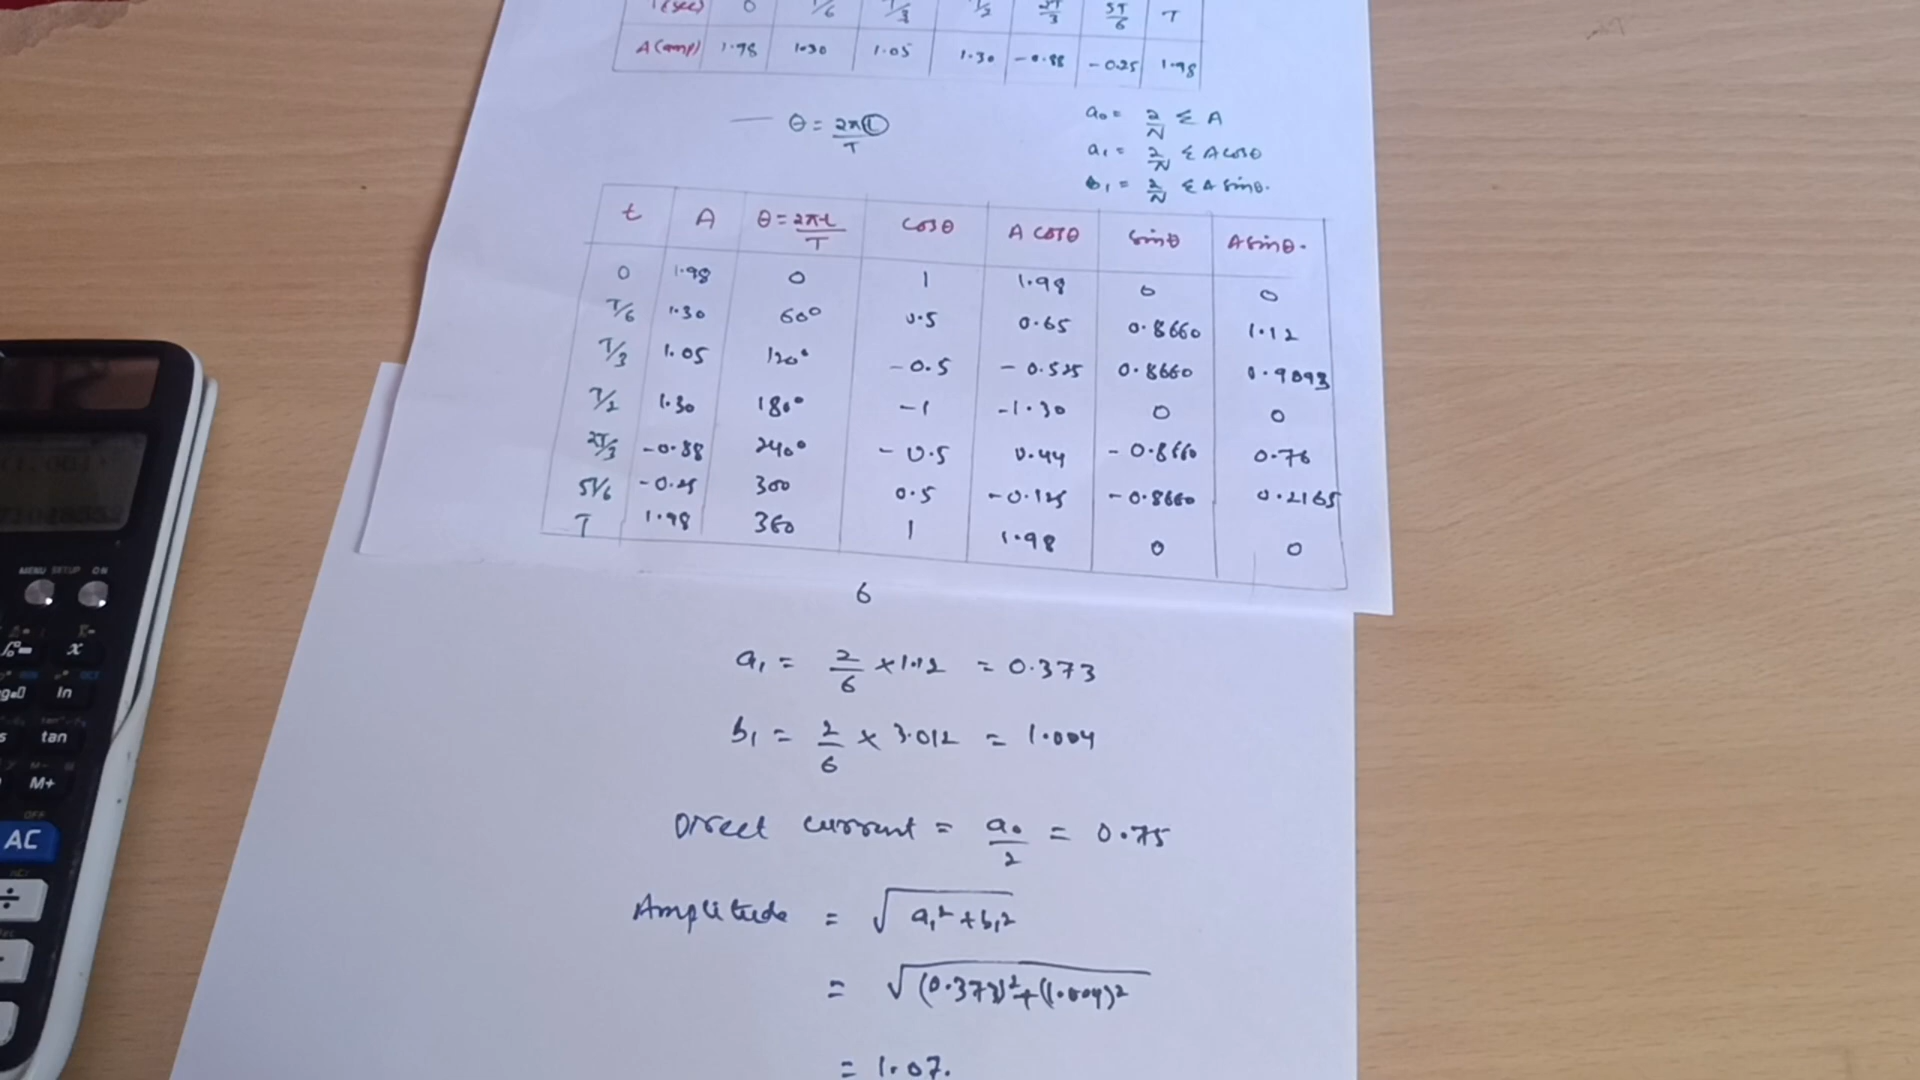 t(sec) 0 T/6 T/3 T/2 2T/3 5T/6 T
A(amp) 1.98 1.30 1.05 1.30 -0.88 -0.25 1.98
θ = 2πt/T
a₀ = 2/N Σ A
a₁ = 2/N Σ A cosθ
b₁ = 2/N Σ A sinθ.
t A θ = 2πt/T cosθ A cosθ sinθ A sinθ.
0 1.98 0 1 1.98 0 0
T/6 1.30 60° 0.5 0.65 0.8660 1.12
T/3 1.05 120° -0.5 -0.525 0.8660 0.9093
T/2 1.30 180° -1 -1.30 0 0
2T/3 -0.88 240° -0.5 0.44 -0.8660 0.76
5T/6 -0.25 300 0.5 -0.125 -0.8660 0.2165
T 1.98 360 1 1.98 0 0
6
a₁ = 2/6 × 1.12 = 0.373
b₁ = 2/6 × 3.012 = 1.004
Direct current = a₀/2 = 0.75
Amplitude = √(a₁² + b₁²)
= √((0.373)² + (1.004)²)
= 1.07.
MENU SETUP ON
x
ln
tan
M+
OFF
AC
÷